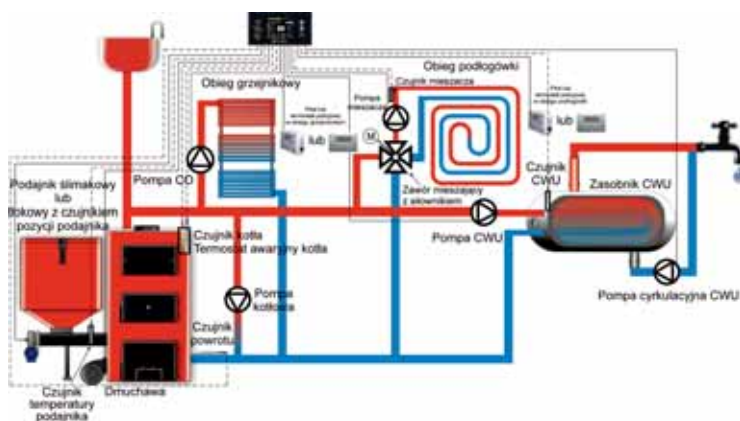 Obieg grzejnikowy
Obieg podłogówki
Czujnik mieszacza
Pompa
mieszacza
lub
lub
M
Pompa CO
Zawór mieszający
z siłownikiem
Czujnik
CWU
Zasobnik CWU
Podajnik ślimakowy
lub
tłokowy z czujnikiem
pozycji podajnika
Czujnik kotła
Termostat awaryjny kotła
Pompa CWU
Pompa
kotłowa
Pompa cyrkulacyjna CWU
Czujnik
powrotu
Czujnik
temperatury
podajnika
Dmuchawa